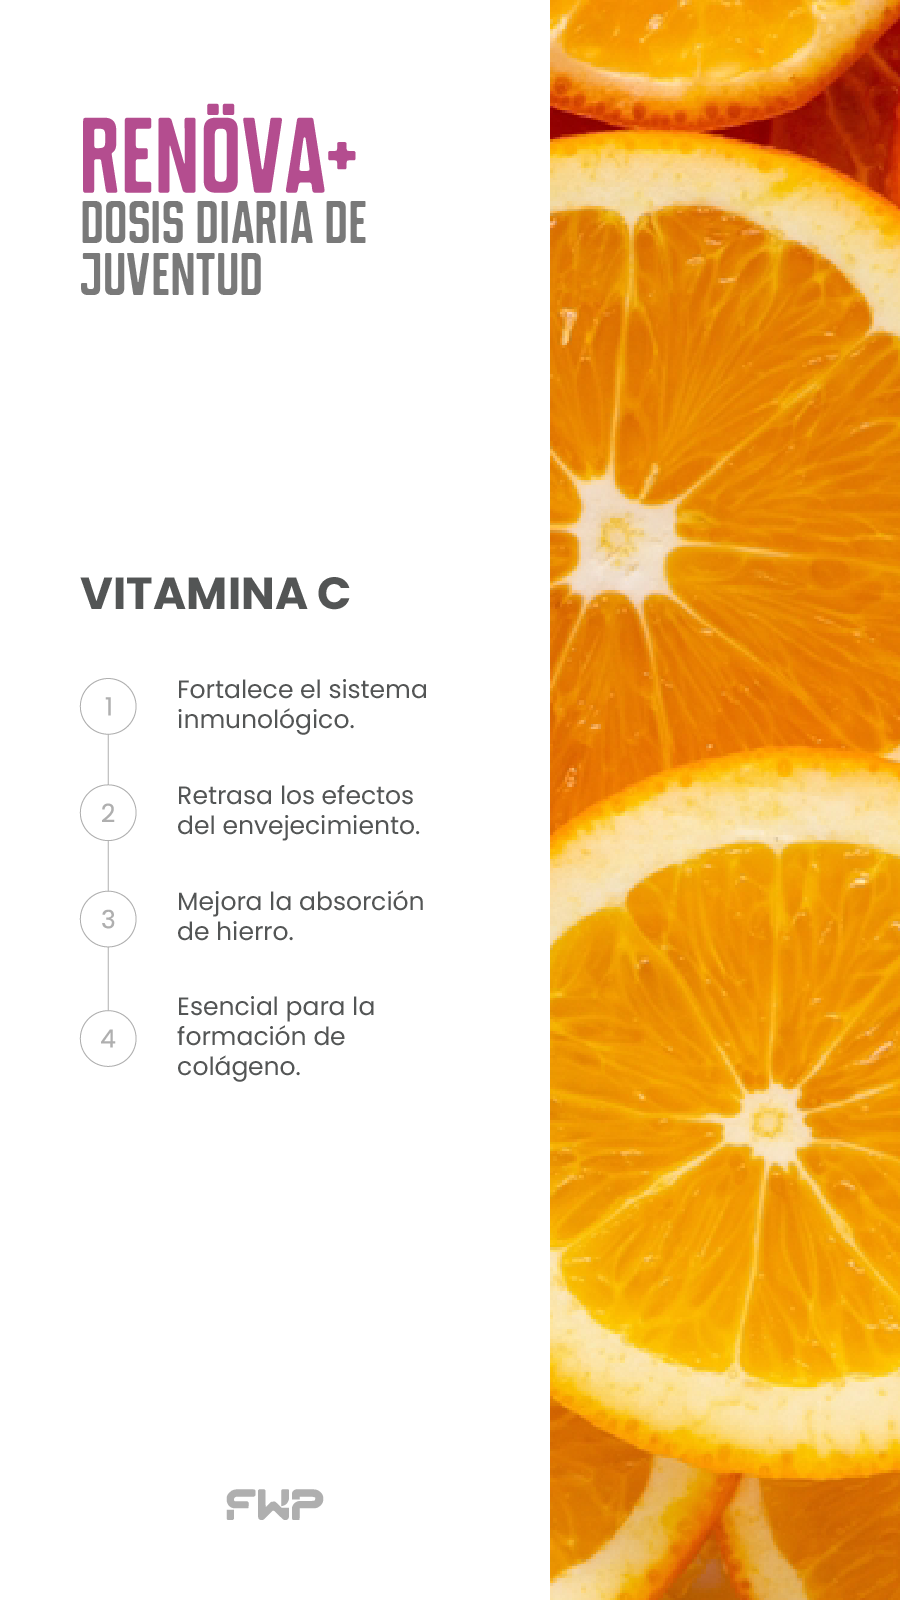 RENÖVA+
DOSIS DIARIA DE
JUVENTUD
VITAMINA C
1
Fortalece el sistema
inmunológico.
2
Retrasa los efectos
del envejecimiento.
3
Mejora la absorción
de hierro.
4
Esencial para la
formación de
colágeno.
FWP